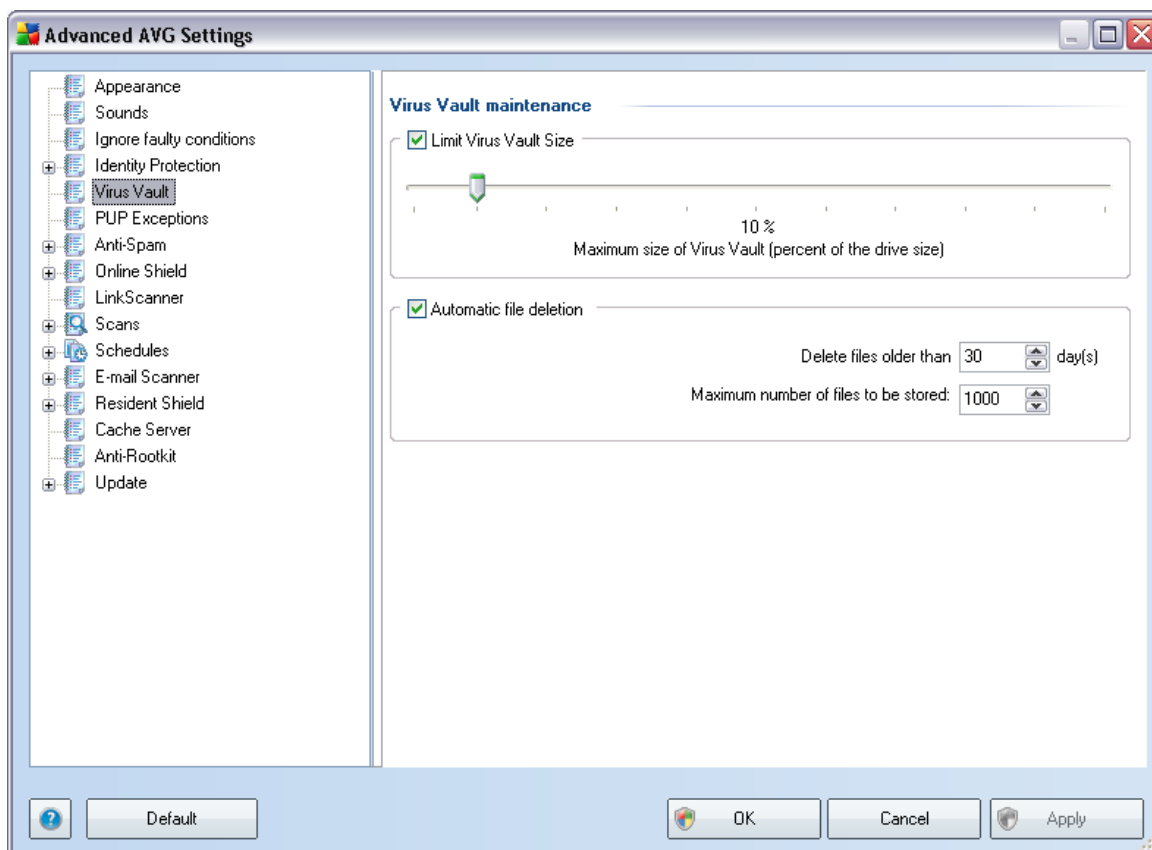 Advanced AVG Settings
Appearance
Sounds
Ignore faulty conditions
Identity Protection
Virus Vault
PUP Exceptions
Anti-Spam
Online Shield
LinkScanner
Scans
Schedules
E-mail Scanner
Resident Shield
Cache Server
Anti-Rootkit
Update
Virus Vault maintenance
Limit Virus Vault Size
10 %
Maximum size of Virus Vault (percent of the drive size)
Automatic file deletion
Delete files older than 30 day(s)
Maximum number of files to be stored: 1000
? Default OK Cancel Apply